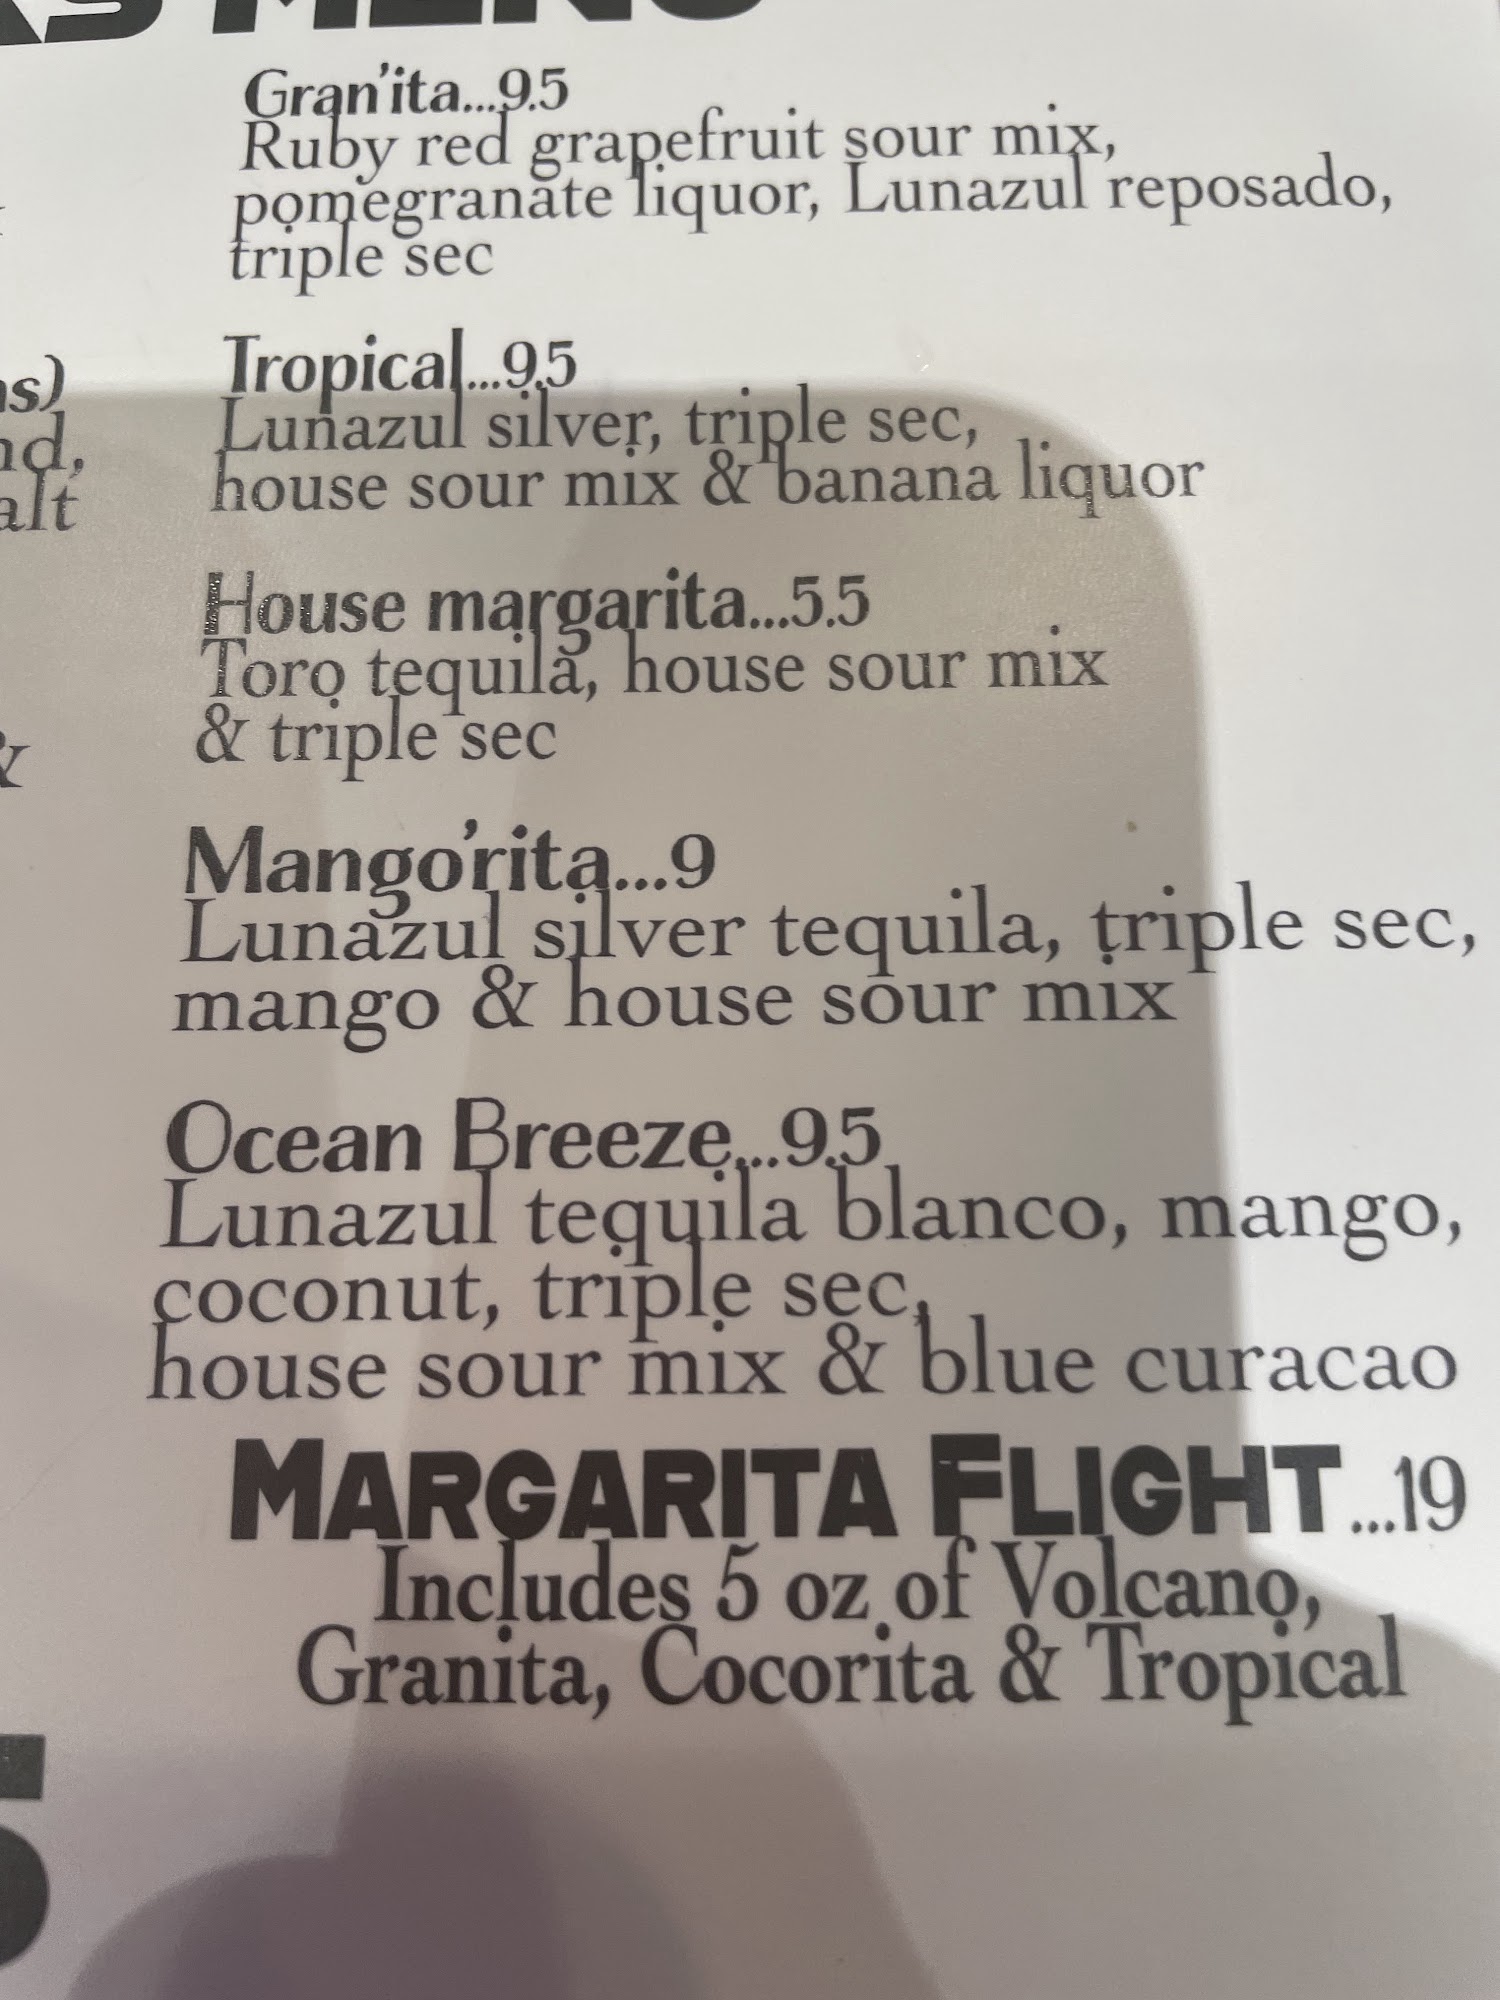 MENU
Gran'ita...9.5
Ruby red grapefruit sour mix,
pomegranate liquor, Lunazul reposado,
triple sec
Tropical...9.5
Lunazul silver, triple sec,
house sour mix & banana liquor
House margarita...5.5
Toro tequila, house sour mix
& triple sec
Mango'rita...9
Lunazul silver tequila, triple sec,
mango & house sour mix
Ocean Breeze...9.5
Lunazul tequila blanco, mango,
coconut, triple sec,
house sour mix & blue curacao
MARGARITA FLIGHT...19
Includes 5 oz of Volcano,
Granita, Cocorita & Tropical